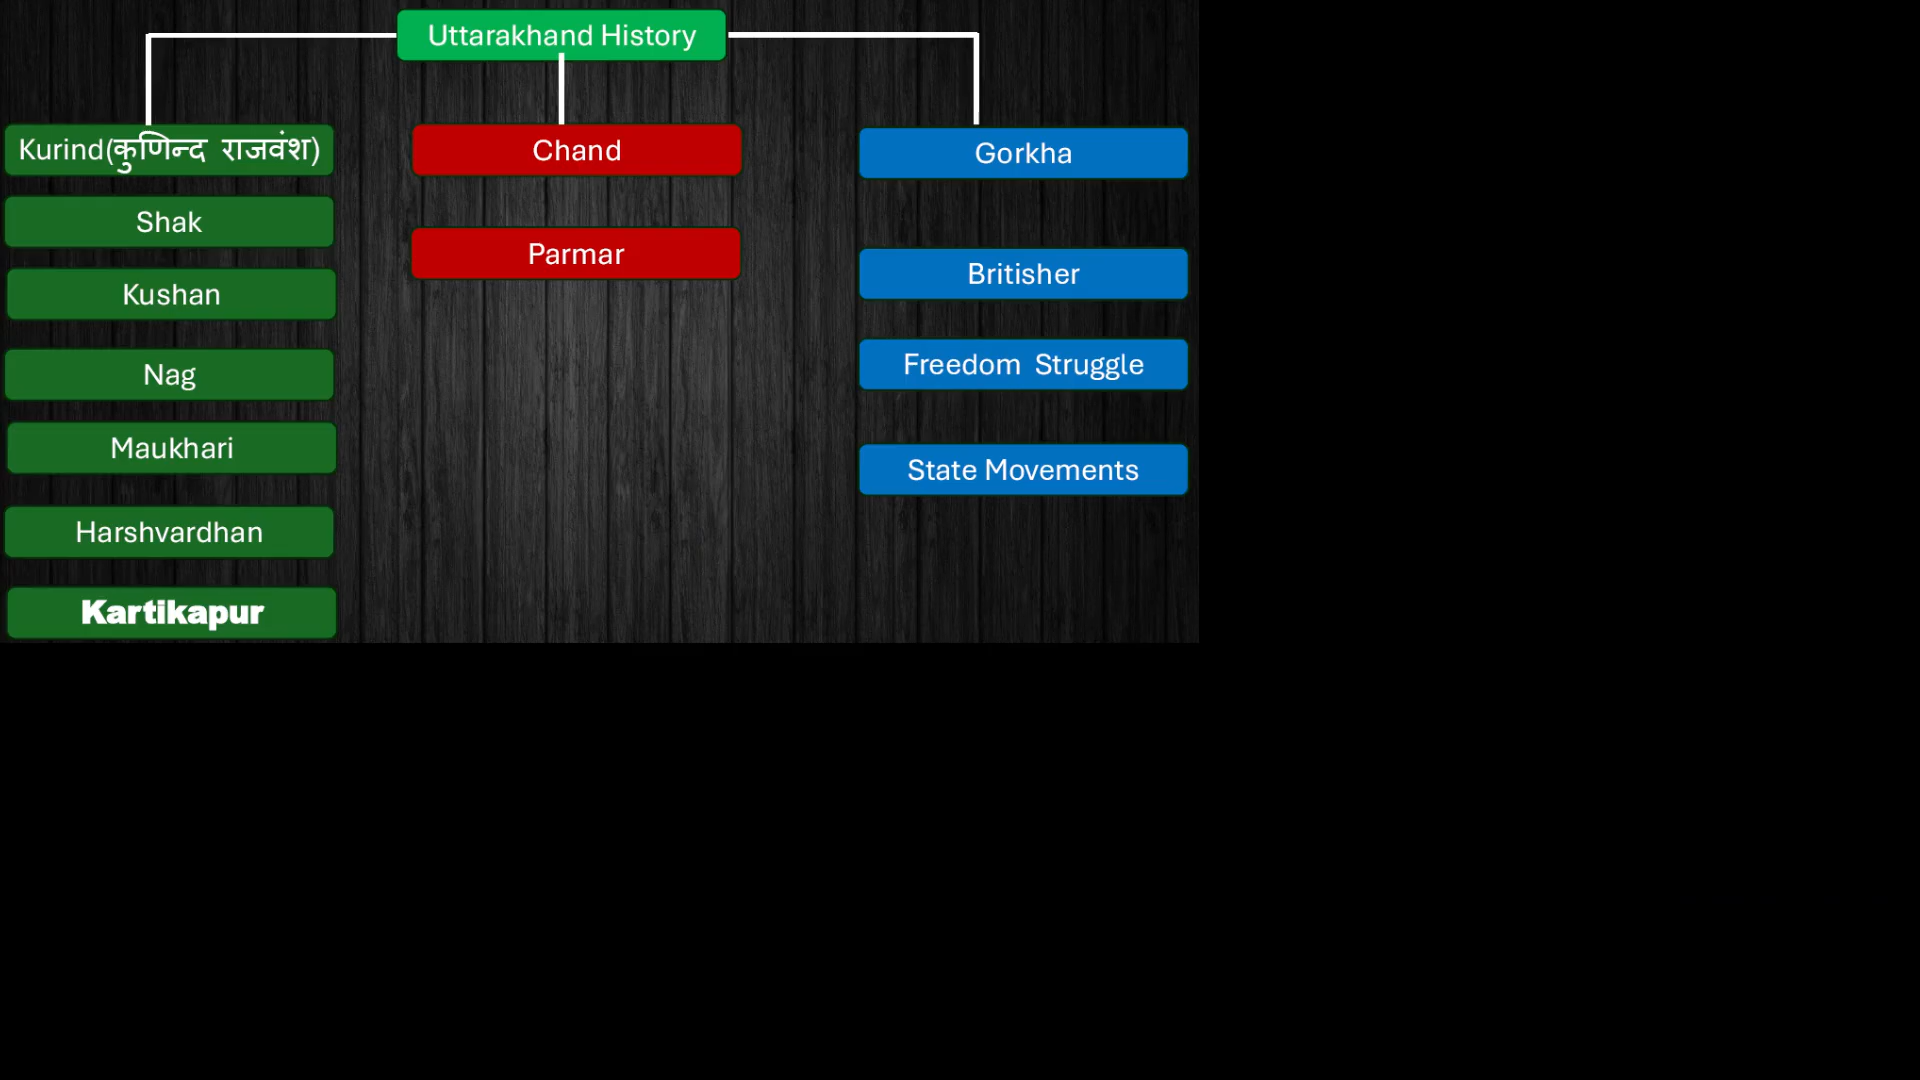 Uttarakhand History
Kurind(कुणिन्द राजवंश)
Shak
Kushan
Nag
Maukhari
Harshvardhan
Kartikapur
Chand
Parmar
Gorkha
Britisher
Freedom Struggle
State Movements